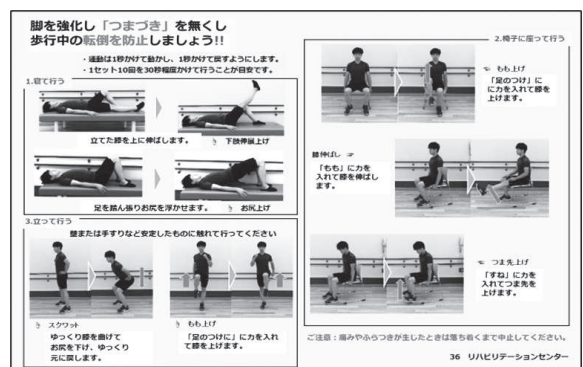 脚を強化し「つまづき」を無くし
歩行中の転倒を防止しましょう!!
・運動は1秒かけて動かし、1秒かけて戻すようにします。
・1セット10回を30秒程度かけて行うことが目安です。
1.寝て行う
立てた膝を上に伸ばします。
下肢伸展上げ
足を踏ん張りお尻を浮かせます。
お尻上げ
3.立って行う
壁または手すりなど安定したものに触れて行ってください
スクワット
ゆっくり膝を曲げて
お尻を下げ、ゆっくり
元に戻します。
もも上げ
「足のつけに」に力を入れ
て膝を上げます。
2.椅子に座って行う
もも上げ
「足のつけ」に
に力を入れて膝を
上げます。
膝伸ばし
「もも」に力を
入れて膝を伸ばし
ます。
つま先上げ
「すね」に力を
入れてつま先を
上げます。
ご注意：痛みやふらつきが生じたときは落ち着くまで中止してください。
36 リハビリテーションセンター